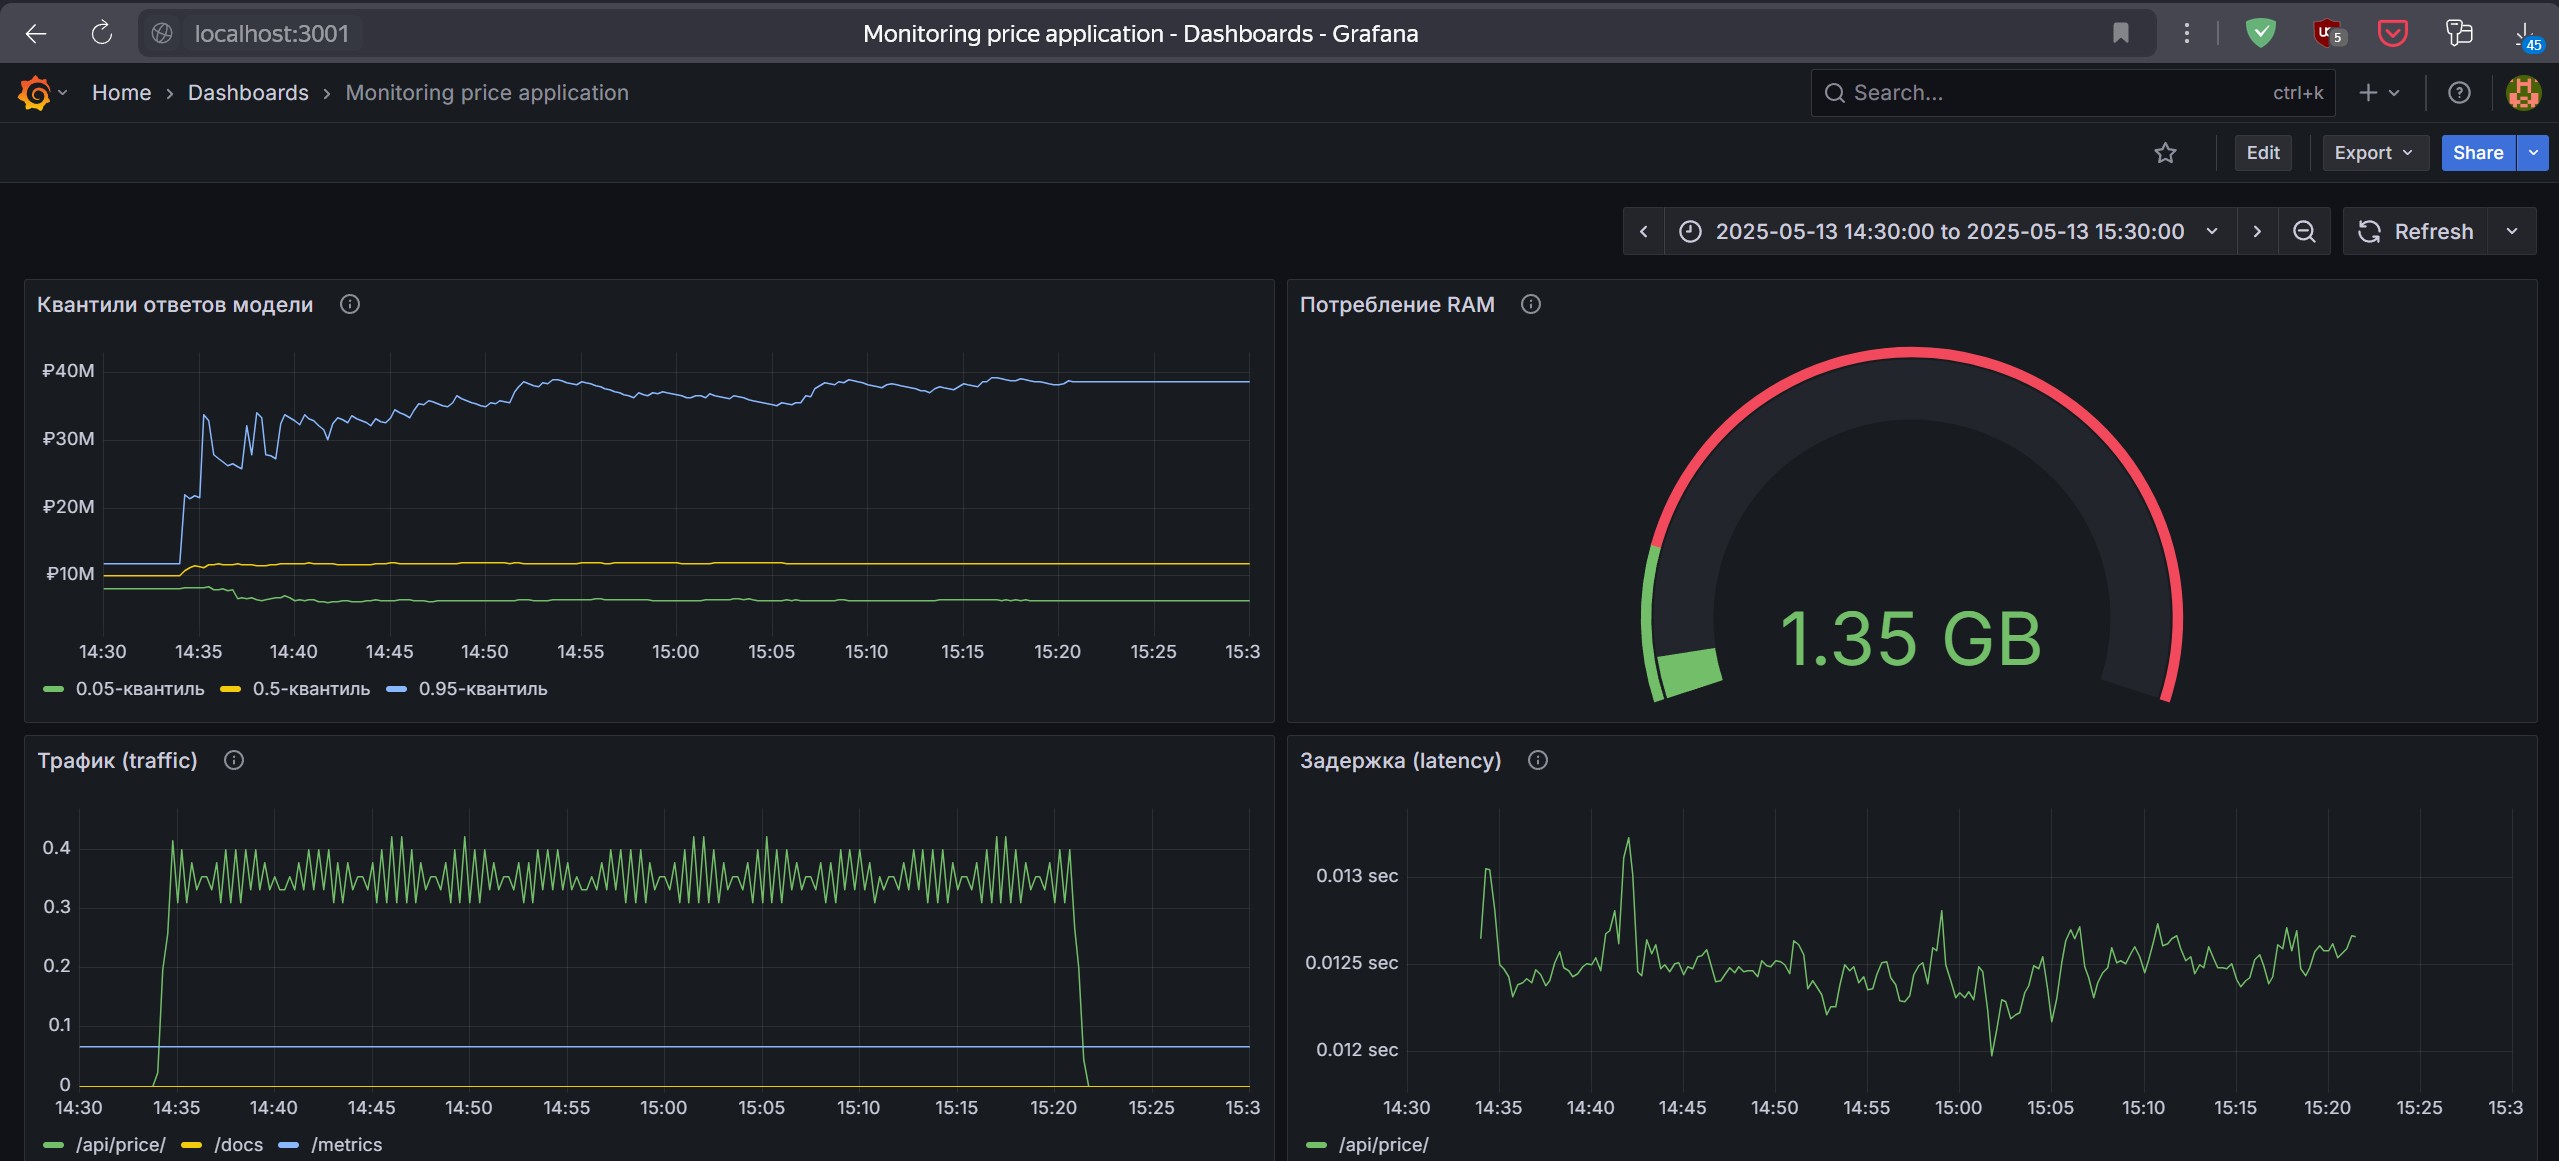 localhost:3001
Monitoring price application - Dashboards - Grafana
5
45
Home › Dashboards › Monitoring price application
Search...
ctrl+k
Edit
Export
Share
2025-05-13 14:30:00 to 2025-05-13 15:30:00
Refresh
Квантили ответов модели
₽40M
₽30M
₽20M
₽10M
14:30 14:35 14:40 14:45 14:50 14:55 15:00 15:05 15:10 15:15 15:20 15:25 15:3
0.05-квантиль 0.5-квантиль 0.95-квантиль
Потребление RAM
1.35 GB
Трафик (traffic)
0.4
0.3
0.2
0.1
0
14:30 14:35 14:40 14:45 14:50 14:55 15:00 15:05 15:10 15:15 15:20 15:25 15:3
/api/price/ /docs /metrics
Задержка (latency)
0.013 sec
0.0125 sec
0.012 sec
14:30 14:35 14:40 14:45 14:50 14:55 15:00 15:05 15:10 15:15 15:20 15:25 15:3
/api/price/